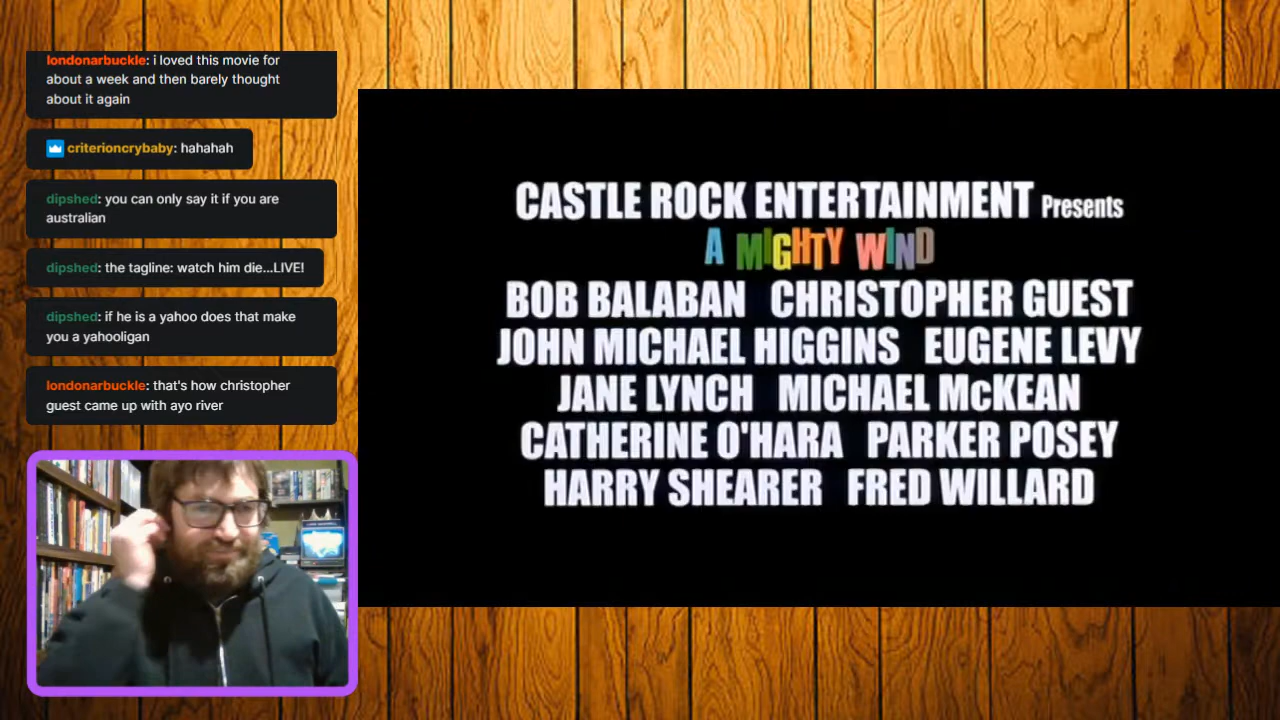 londonarbuckle: i loved this movie for
about a week and then barely thought
about it again
criterioncrybaby: hahahah
dipshed: you can only say it if you are
australian
dipshed: the tagline: watch him die...LIVE!
dipshed: if he is a yahoo does that make
you a yahooligan
londonarbuckle: that's how christopher
guest came up with ayo river
CASTLE ROCK ENTERTAINMENT Presents
A MIGHTY WIND
BOB BALABAN CHRISTOPHER GUEST
JOHN MICHAEL HIGGINS EUGENE LEVY
JANE LYNCH MICHAEL McKEAN
CATHERINE O'HARA PARKER POSEY
HARRY SHEARER FRED WILLARD